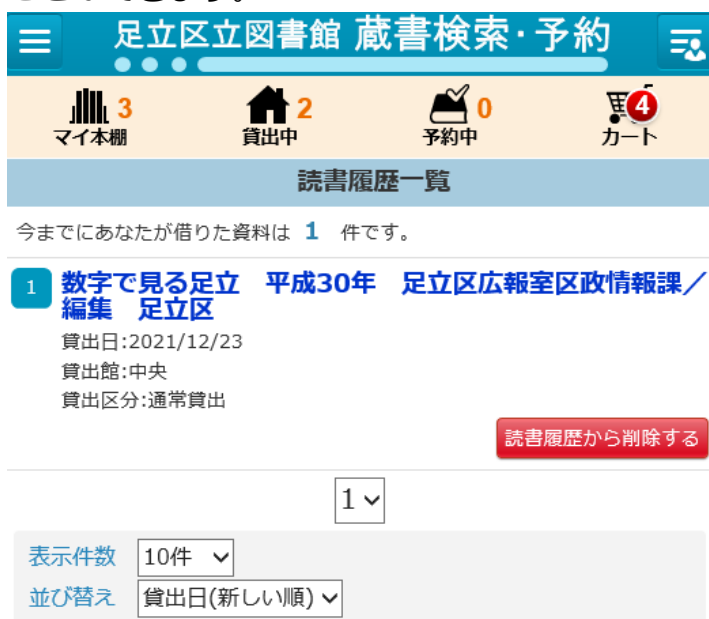 足立区立図書館 蔵書検索・予約
3
マイ本棚
2
貸出中
0
予約中
4
カート
読書履歴一覧
今までにあなたが借りた資料は 1 件です。
1 数字で見る足立 平成30年 足立区広報室区政情報課／
編集 足立区
貸出日:2021/12/23
貸出館:中央
貸出区分:通常貸出
読書履歴から削除する
1
表示件数 10件
並び替え 貸出日(新しい順)